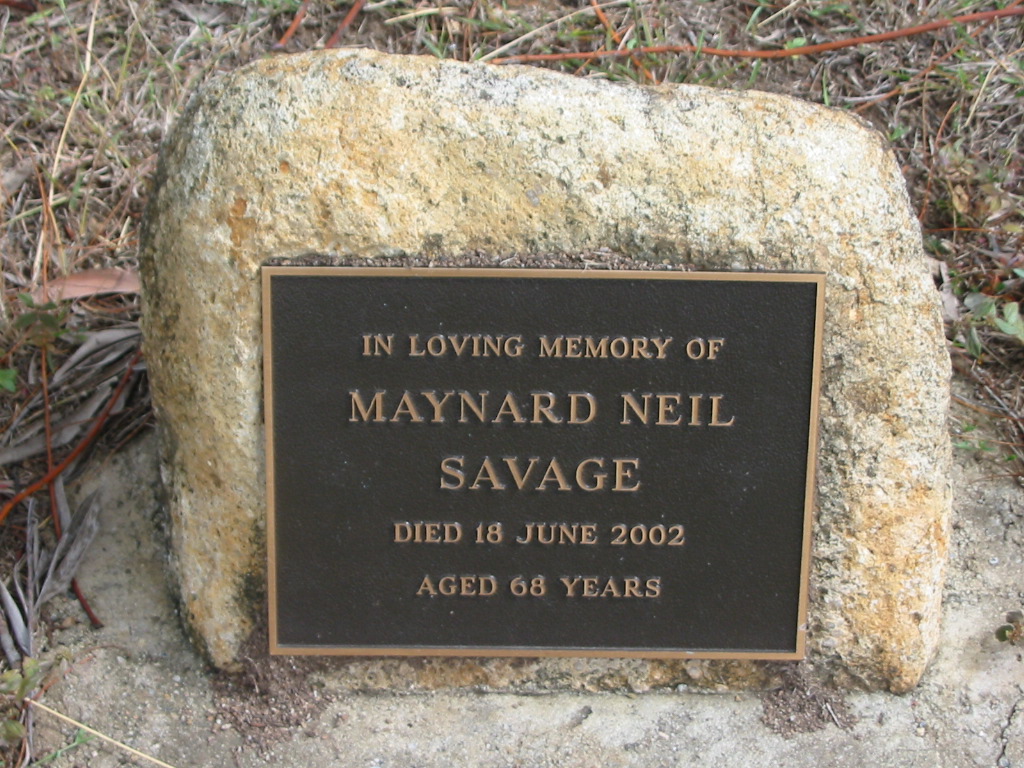 IN LOVING MEMORY OF
MAYNARD NEIL
SAVAGE
DIED 18 JUNE 2002
AGED 68 YEARS